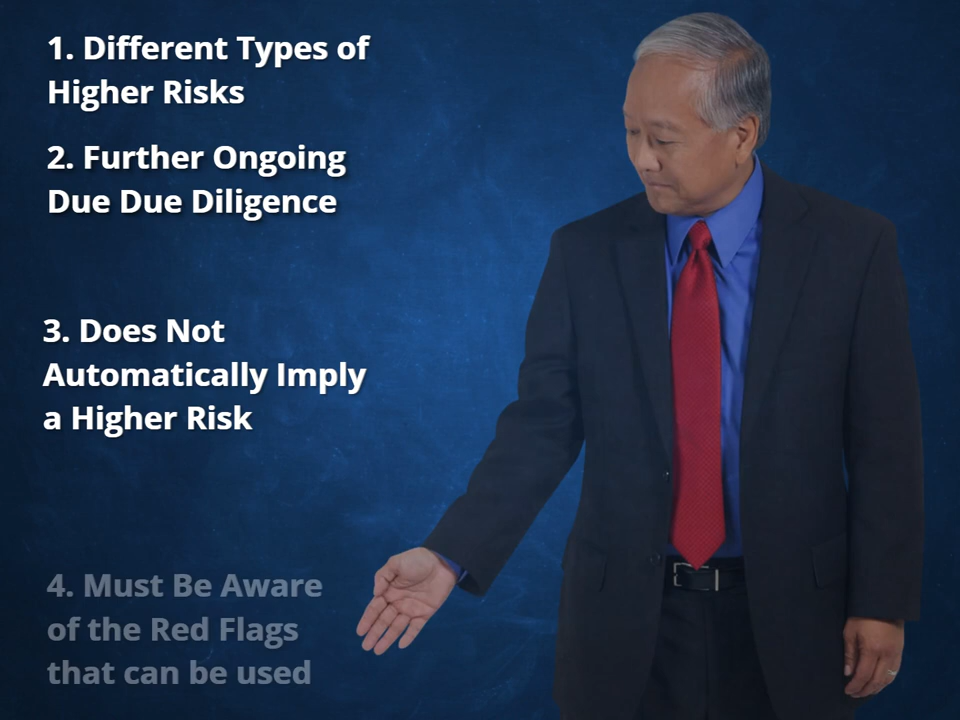 1. Different Types of
Higher Risks
2. Further Ongoing
Due Due Diligence
3. Does Not
Automatically Imply
a Higher Risk
4. Must Be Aware
of the Red Flags
that can be used